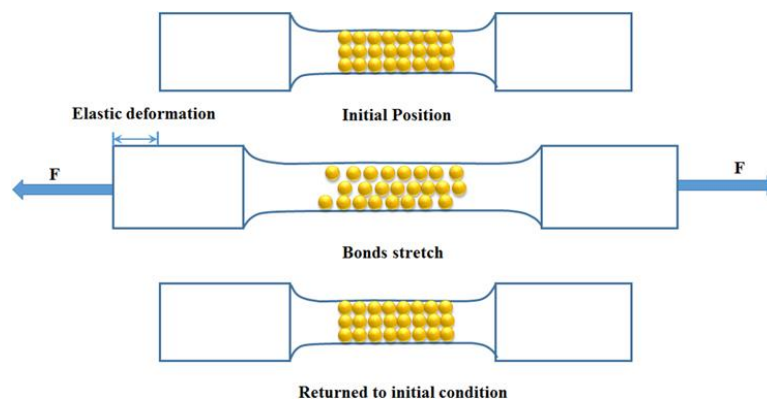 Initial Position
Elastic deformation
F
F
Bonds stretch
Returned to initial condition